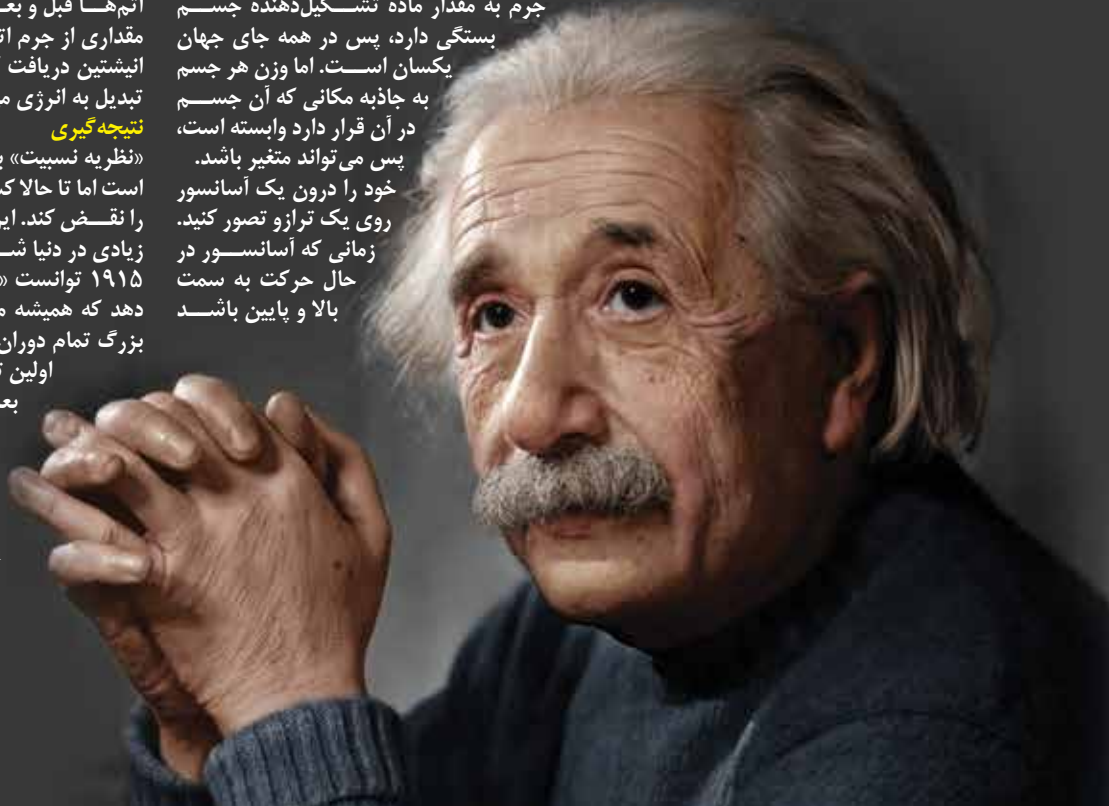 جرم به مقدار ماده تشکیل‌دهنده جسم
بستگی دارد، پس در همه جای جهان
یکسان است. اما وزن هر جسم
به جاذبه مکانی که آن جسم
در آن قرار دارد وابسته است،
پس می‌تواند متغیر باشد.
خود را درون یک آسانسور
روی یک ترازو تصور کنید.
زمانی که آسانسور در
حال حرکت به سمت
بالا و پایین باشد
اتم‌ها قبل و بعد
مقداری از جرم
انیشتین دریافت
تبدیل به انرژی
نتیجه‌گیری
«نظریه نسبیت»
است اما تا حالا
را نقض کند.
زیادی در دنیا
۱۹۱۵ توانست
دهد که همیشه
بزرگ تمام دوران
اولین